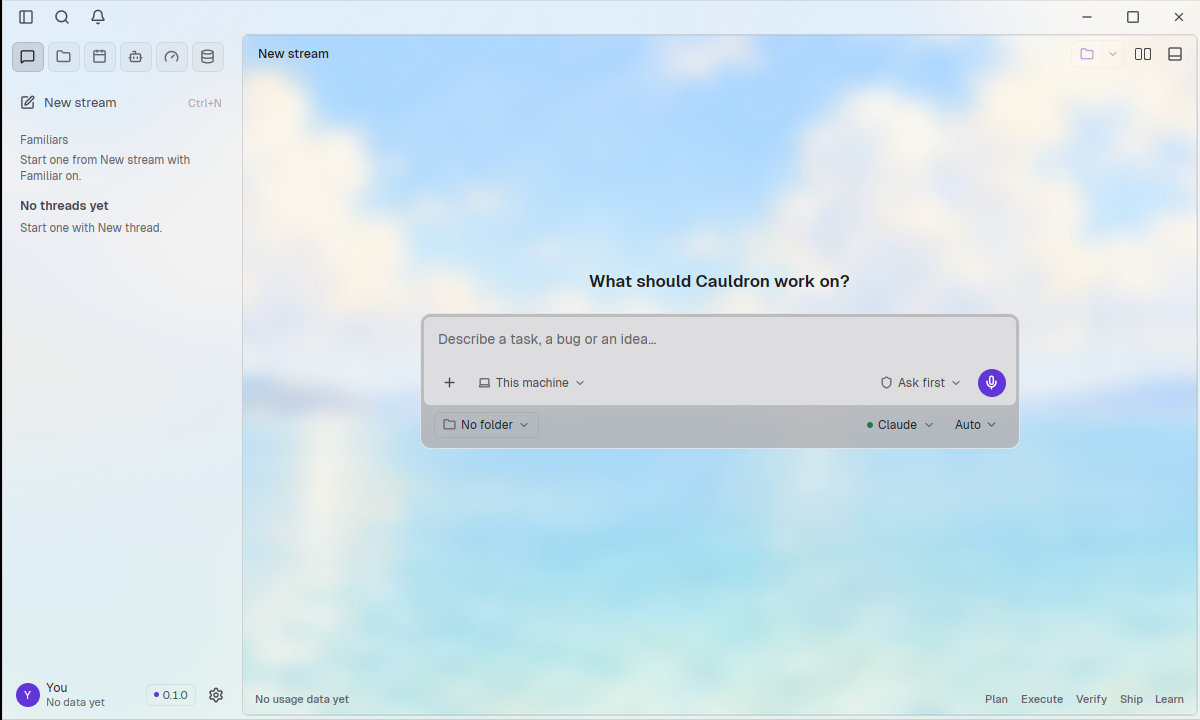 New stream
New stream Ctrl+N
Familiars
Start one from New stream with
Familiar on.
No threads yet
Start one with New thread.
What should Cauldron work on?
Describe a task, a bug or an idea...
This machine
Ask first
No folder
Claude
Auto
Y
You
No data yet
0.1.0
No usage data yet
Plan Execute Verify Ship Learn